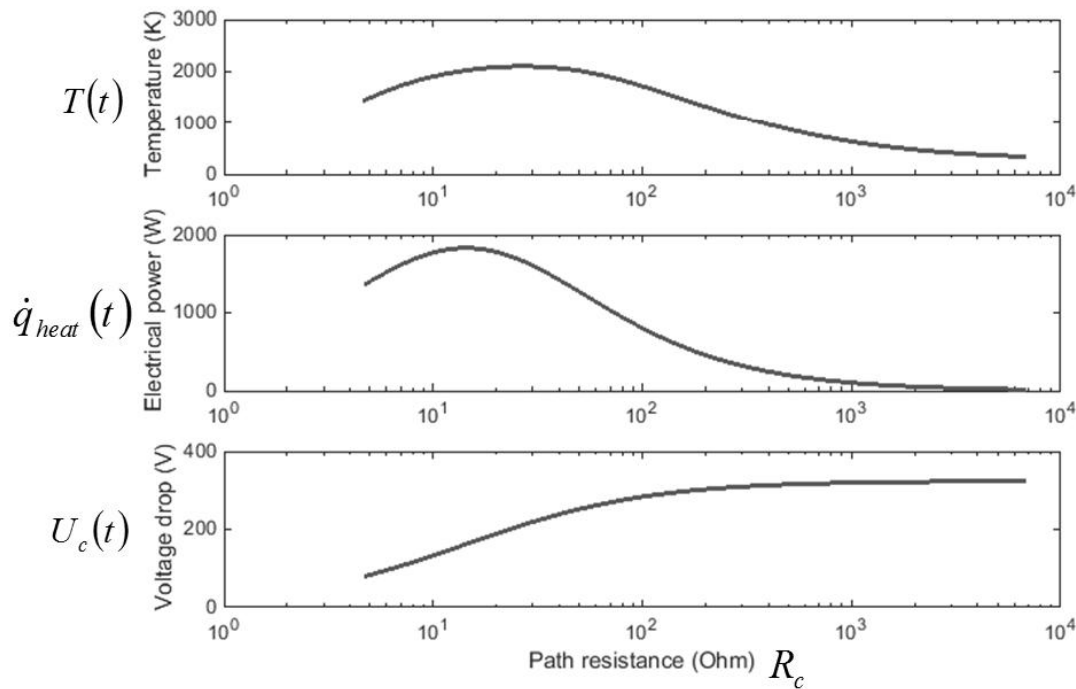 T(t)
Temperature (K)
3000
2000
1000
0
10^0 10^1 10^2 10^3 10^4
q̇_heat(t)
Electrical power (W)
2000
1000
0
10^0 10^1 10^2 10^3 10^4
U_c(t)
Voltage drop (V)
400
200
0
10^0 10^1 10^2 10^3 10^4
Path resistance (Ohm) R_c